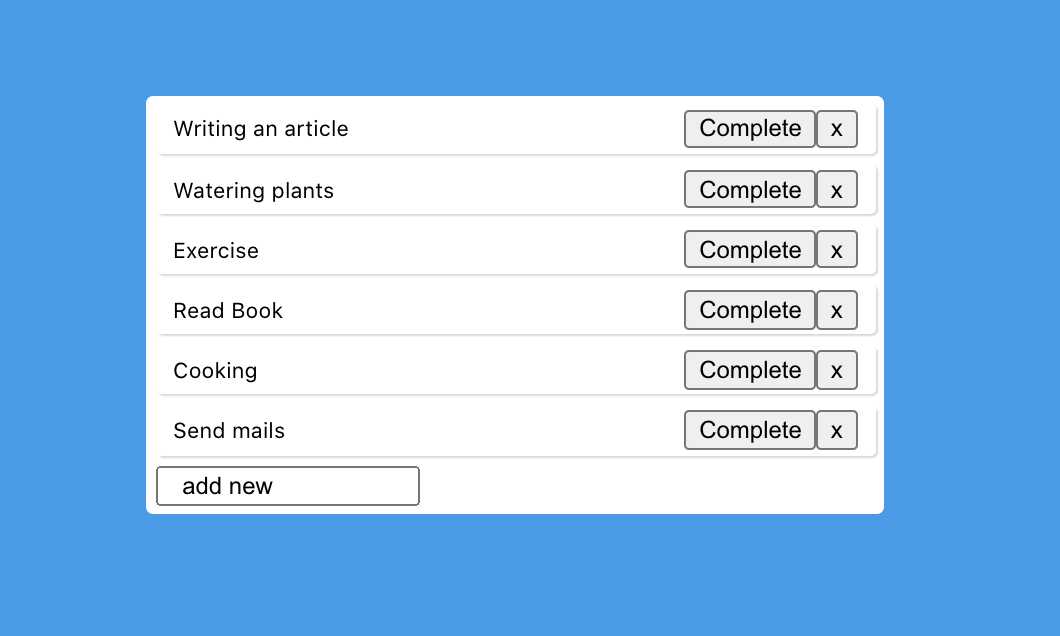 Writing an article Complete x
Watering plants Complete x
Exercise Complete x
Read Book Complete x
Cooking Complete x
Send mails Complete x
add new